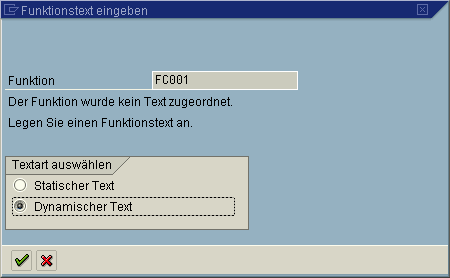 Funktionstext eingeben
Funktion FC001
Der Funktion wurde kein Text zugeordnet.
Legen Sie einen Funktionstext an.
Textart auswählen
Statischer Text
Dynamischer Text